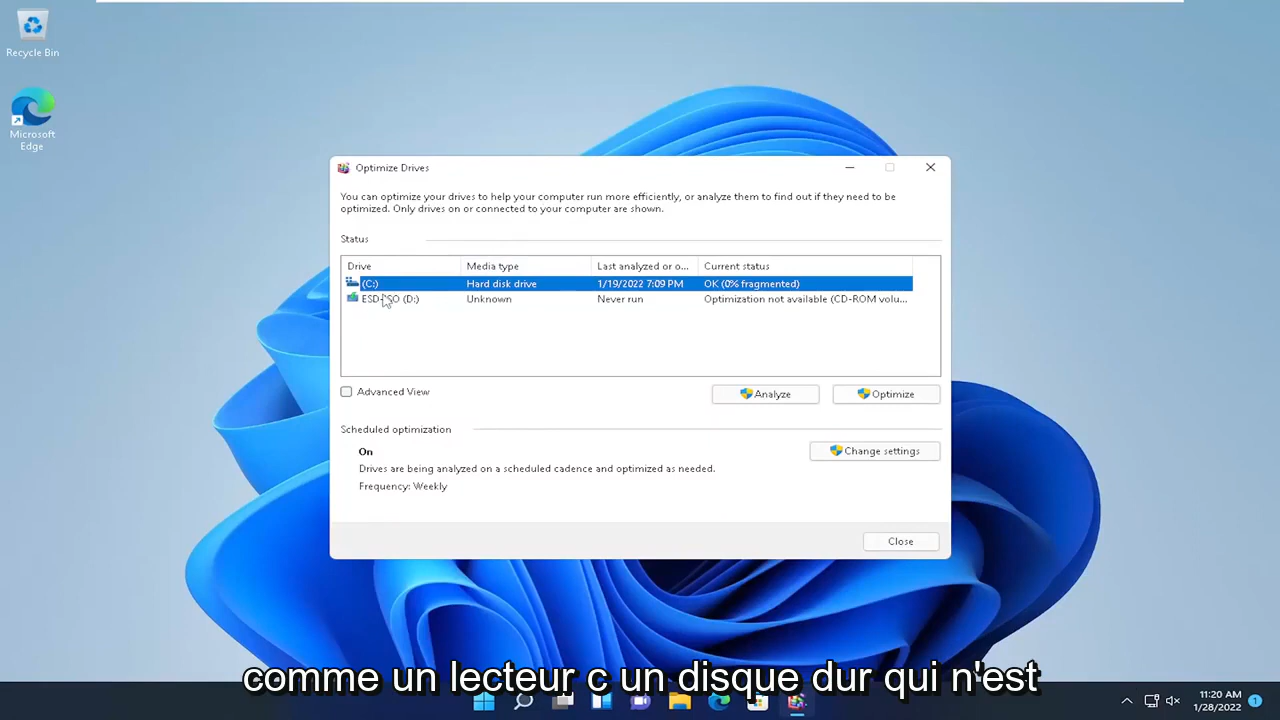 Recycle Bin
Microsoft
Edge
Optimize Drives
You can optimize your drives to help your computer run more efficiently, or analyze them to find out if they need to be
optimized. Only drives on or connected to your computer are shown.
Status
Drive Media type Last analyzed or o... Current status
(C:) Hard disk drive 1/19/2022 7:09 PM OK (0% fragmented)
ESD-ISO (D:) Unknown Never run Optimization not available (CD-ROM volu...
Advanced View
Analyze
Optimize
Scheduled optimization
On
Change settings
Drives are being analyzed on a scheduled cadence and optimized as needed.
Frequency: Weekly
Close
comme un lecteur c un disque dur qui n'est
11:20 AM
1/28/2022
1